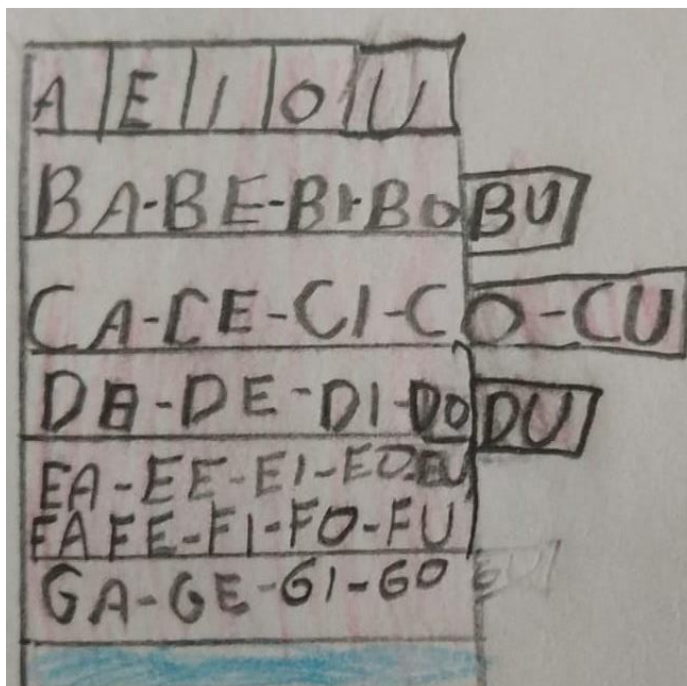 A E I O U
BA-BE-BI-BO BU
CA-CE-CI-CO-CU
DA-DE-DI-DO DU
EA-EE-EI-EO-EU
FA FE-FI-FO-FU
GA-GE-GI-GO GU